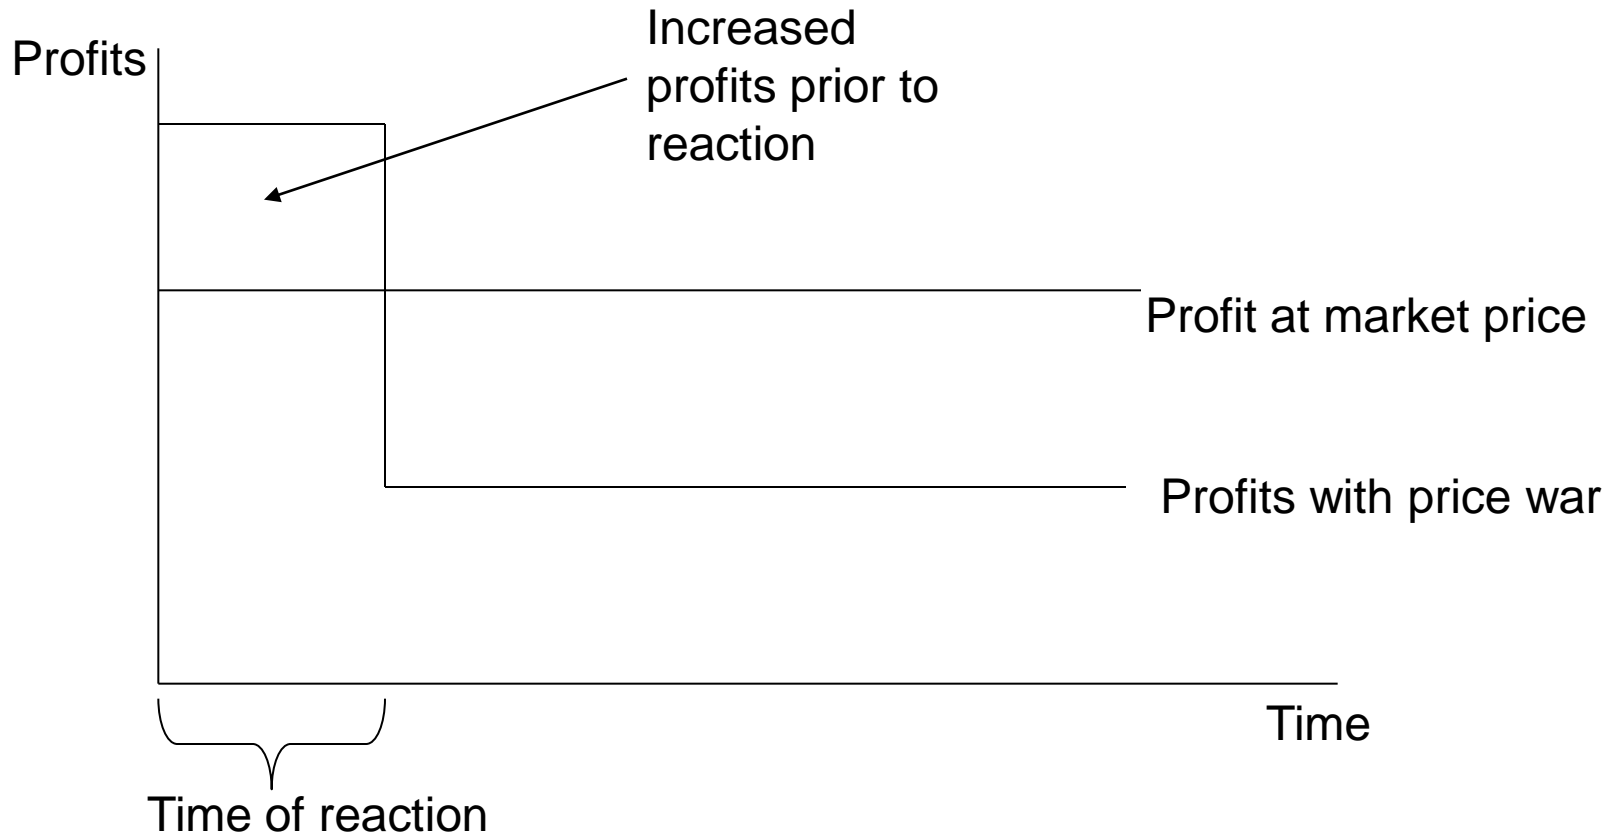 Profits
Increased
profits prior to
reaction
Profit at market price
Profits with price war
Time
Time of reaction